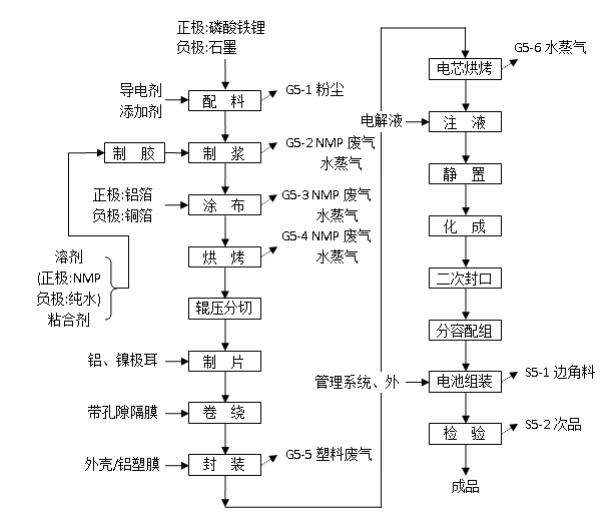 正极:磷酸铁锂
负极:石墨
导电剂
添加剂
配 料
G5-1 粉尘
制 胶
制 浆
G5-2 NMP 废气
水蒸气
正极:铝箔
负极:铜箔
涂 布
G5-3 NMP 废气
水蒸气
烘 烤
G5-4 NMP 废气
水蒸气
溶剂
(正极:NMP
负极:纯水)
粘合剂
辊压分切
铝、镍极耳
制 片
带孔隙隔膜
卷 绕
外壳/铝塑膜
封 装
G5-5 塑料废气
电芯烘烤
G5-6 水蒸气
电解液
注 液
静 置
化 成
二次封口
分容配组
管理系统、外
电池组装
S5-1 边角料
检 验
S5-2 次品
成品